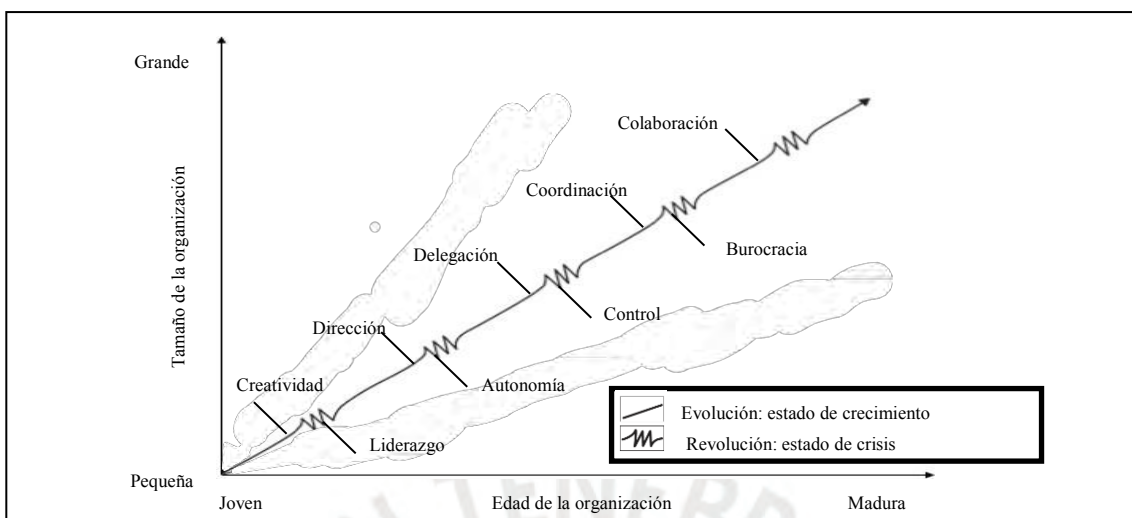 Grande
Colaboración
Coordinación
Burocracia
Delegación
Control
Dirección
Autonomía
Creatividad
Liderazgo
Tamaño de la organización
Evolución: estado de crecimiento
Revolución: estado de crisis
Pequeña
Joven
Edad de la organización
Madura